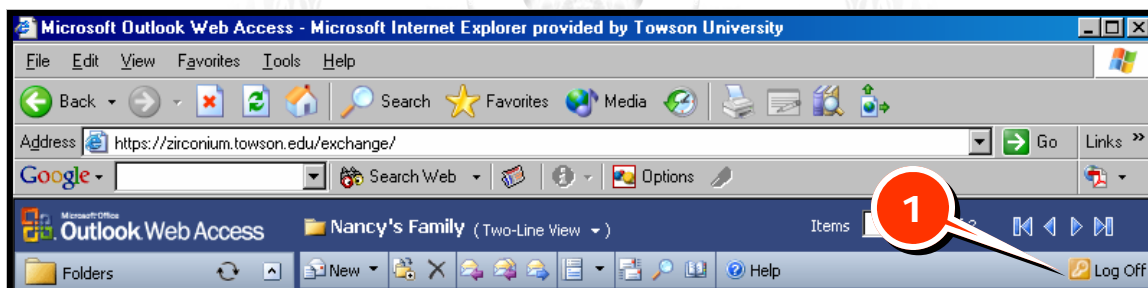 Microsoft Outlook Web Access - Microsoft Internet Explorer provided by Towson University
File Edit View Favorites Tools Help
Back Search Favorites Media
Address https://zirconium.towson.edu/exchange/ Go Links »
Google Search Web Options
Microsoft Office
Outlook Web Access Nancy's Family (Two-Line View) Items
1
Folders New Help Log Off